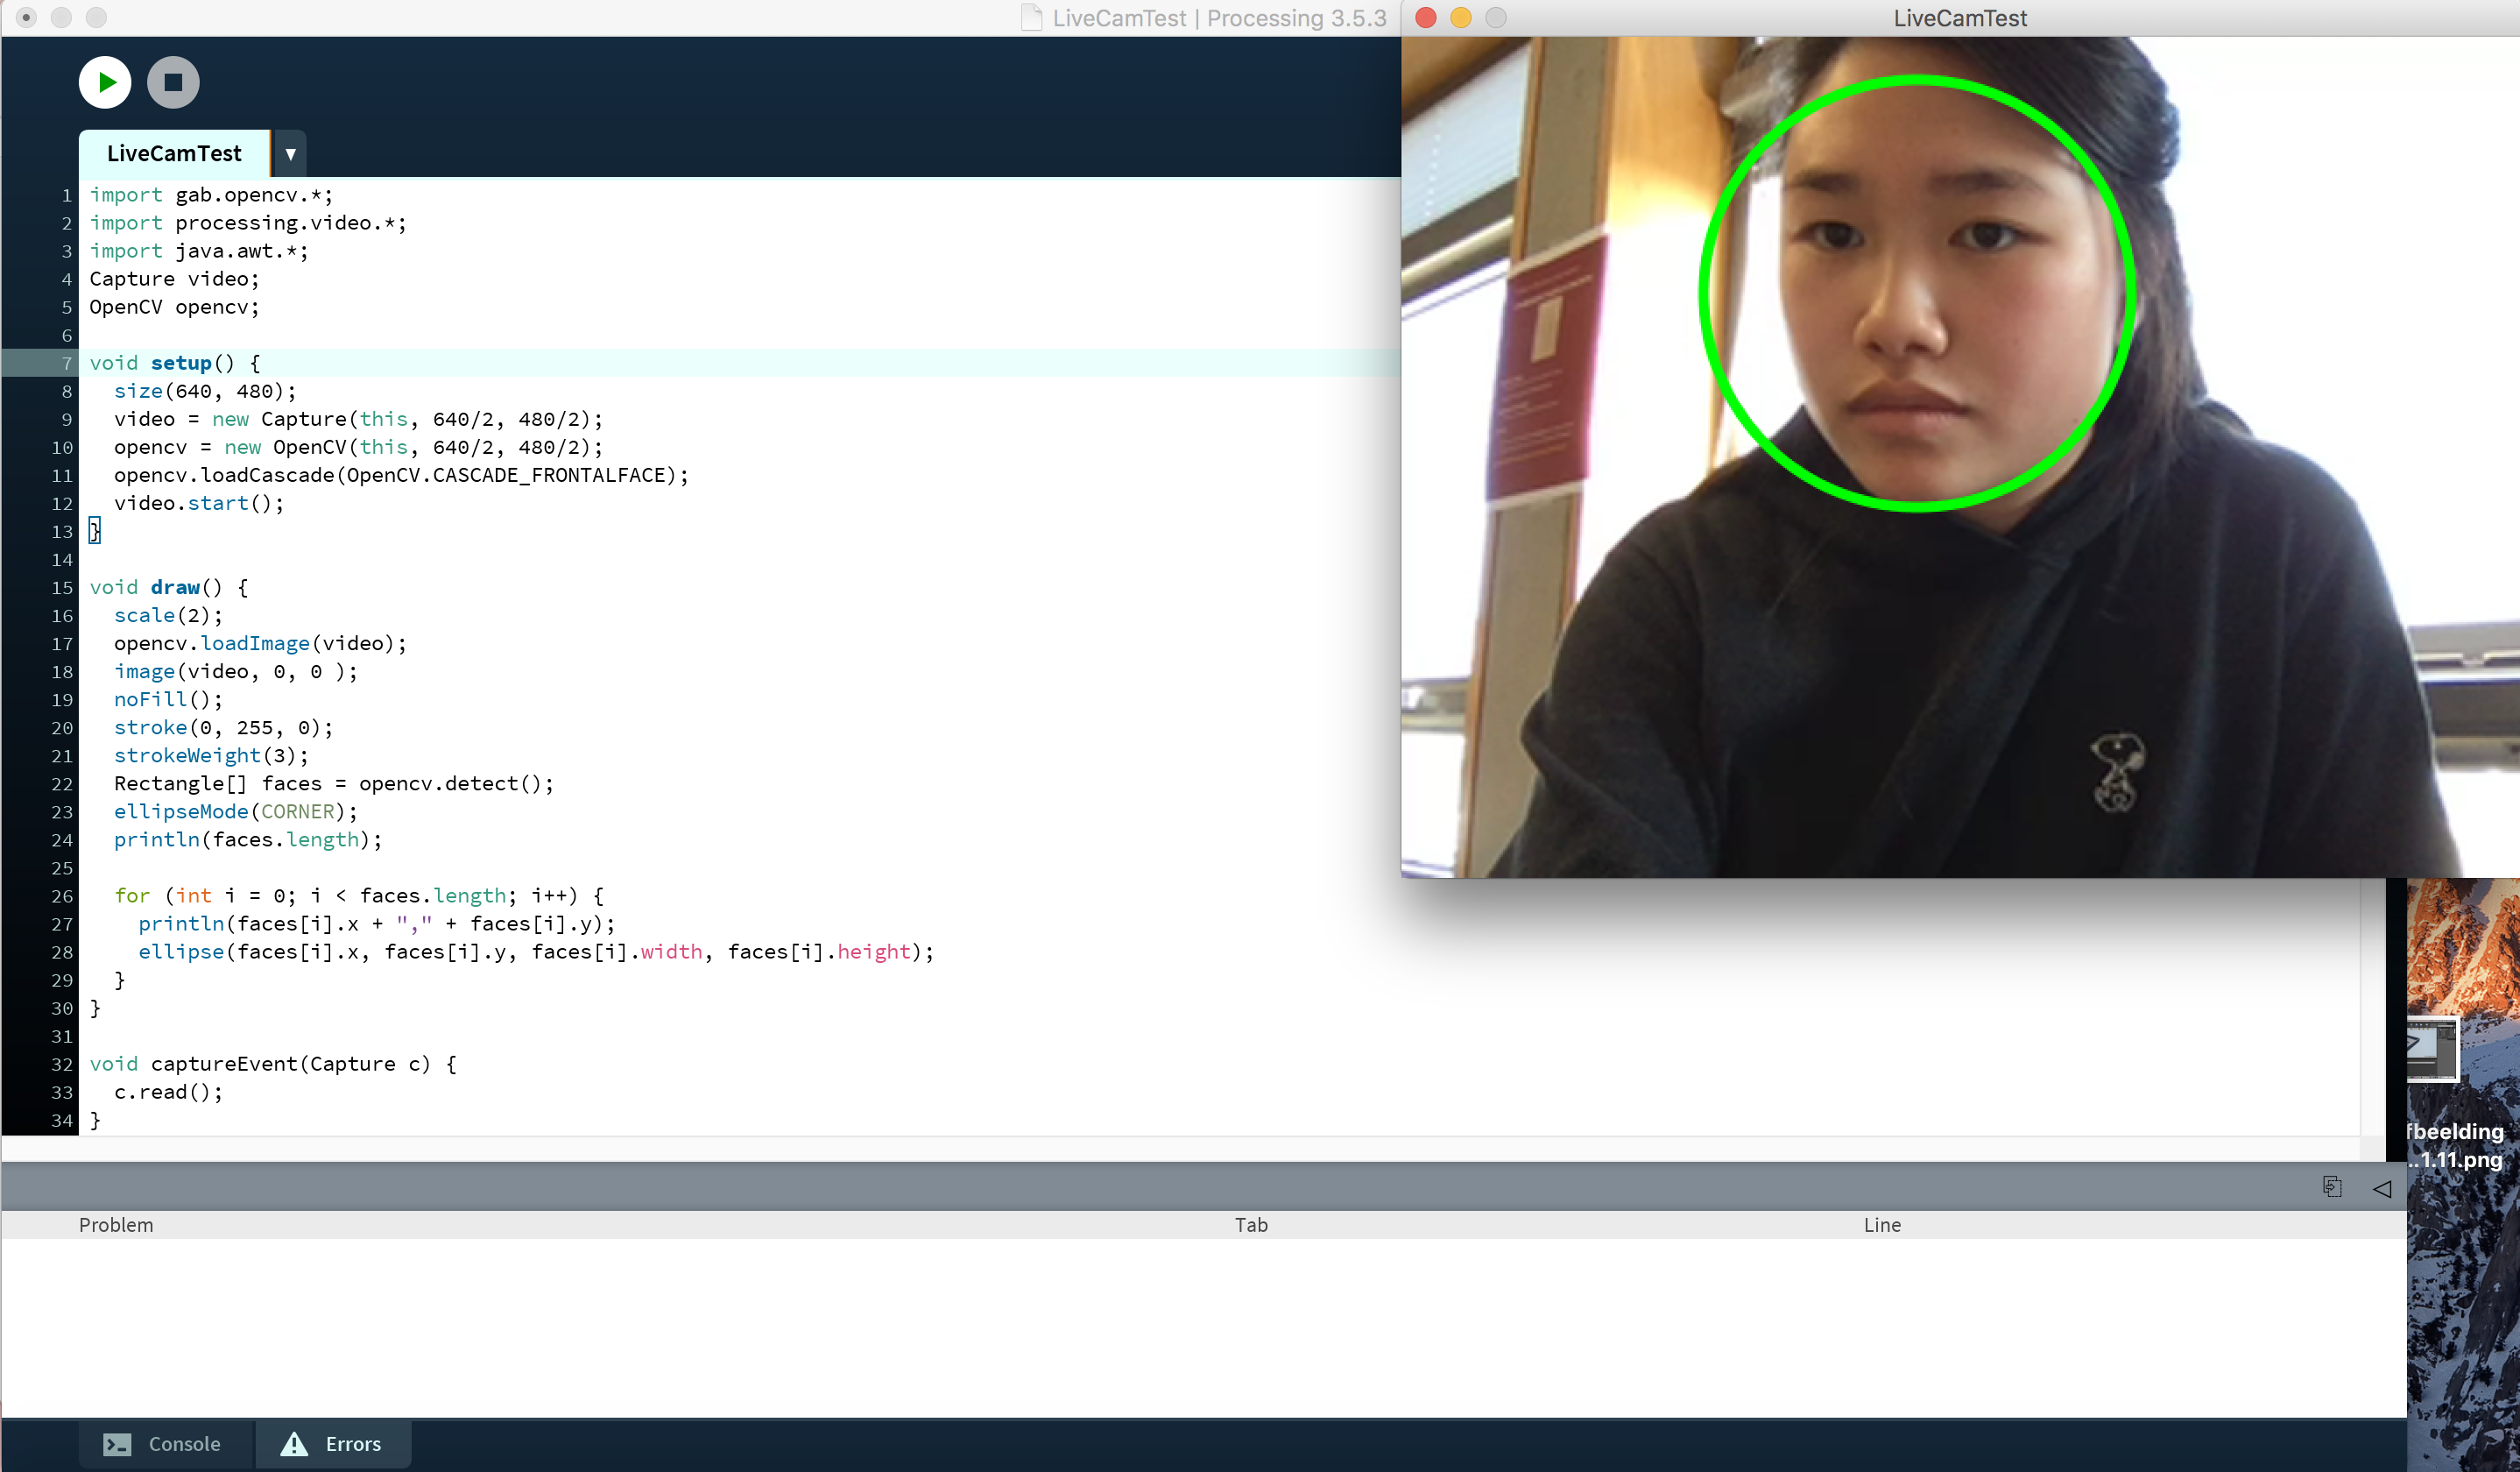 LiveCamTest | Processing 3.5.3
LiveCamTest
LiveCamTest
1 import gab.opencv.*;
2 import processing.video.*;
3 import java.awt.*;
4 Capture video;
5 OpenCV opencv;
6
7 void setup() {
8 size(640, 480);
9 video = new Capture(this, 640/2, 480/2);
10 opencv = new OpenCV(this, 640/2, 480/2);
11 opencv.loadCascade(OpenCV.CASCADE_FRONTALFACE);
12 video.start();
13 }
14
15 void draw() {
16 scale(2);
17 opencv.loadImage(video);
18 image(video, 0, 0 );
19 noFill();
20 stroke(0, 255, 0);
21 strokeWeight(3);
22 Rectangle[] faces = opencv.detect();
23 ellipseMode(CORNER);
24 println(faces.length);
25
26 for (int i = 0; i < faces.length; i++) {
27 println(faces[i].x + "," + faces[i].y);
28 ellipse(faces[i].x, faces[i].y, faces[i].width, faces[i].height);
29 }
30 }
31
32 void captureEvent(Capture c) {
33 c.read();
34 }
fbeelding
...1.11.png
Problem Tab Line
Console Errors